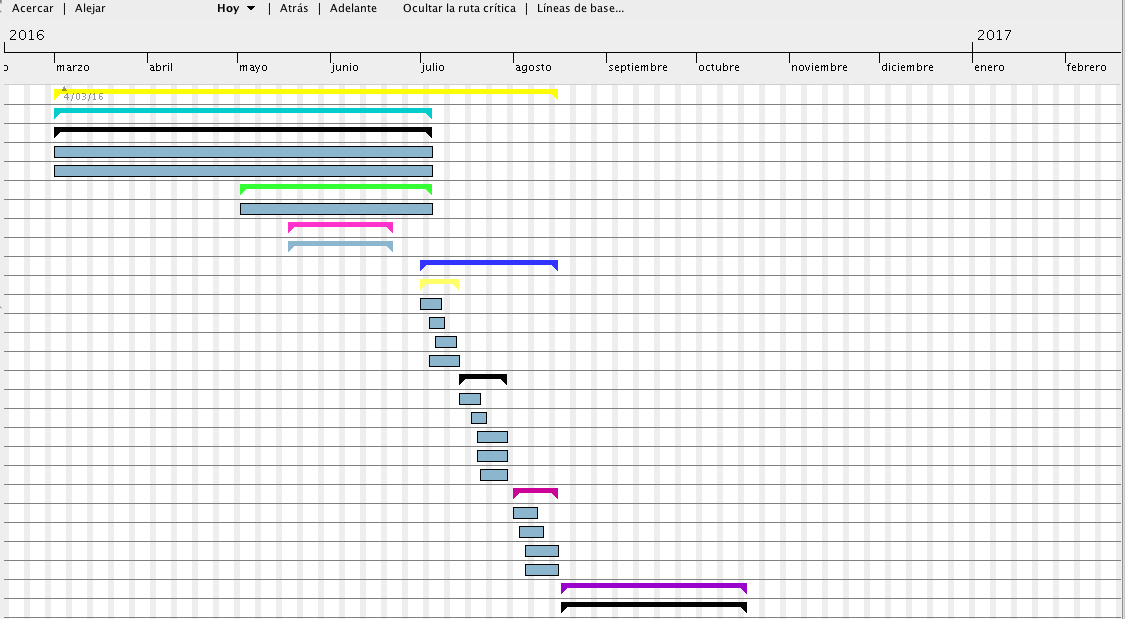 Acercar | Alejar Hoy | Atrás | Adelante Ocultar la ruta crítica | Líneas de base...
2016 2017
o marzo abril mayo junio julio agosto septiembre octubre noviembre diciembre enero febrero
4/03/16